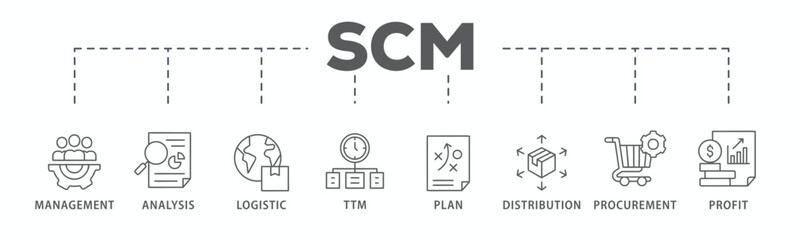 SCM
MANAGEMENT
ANALYSIS
LOGISTIC
TTM
PLAN
DISTRIBUTION
PROCUREMENT
PROFIT